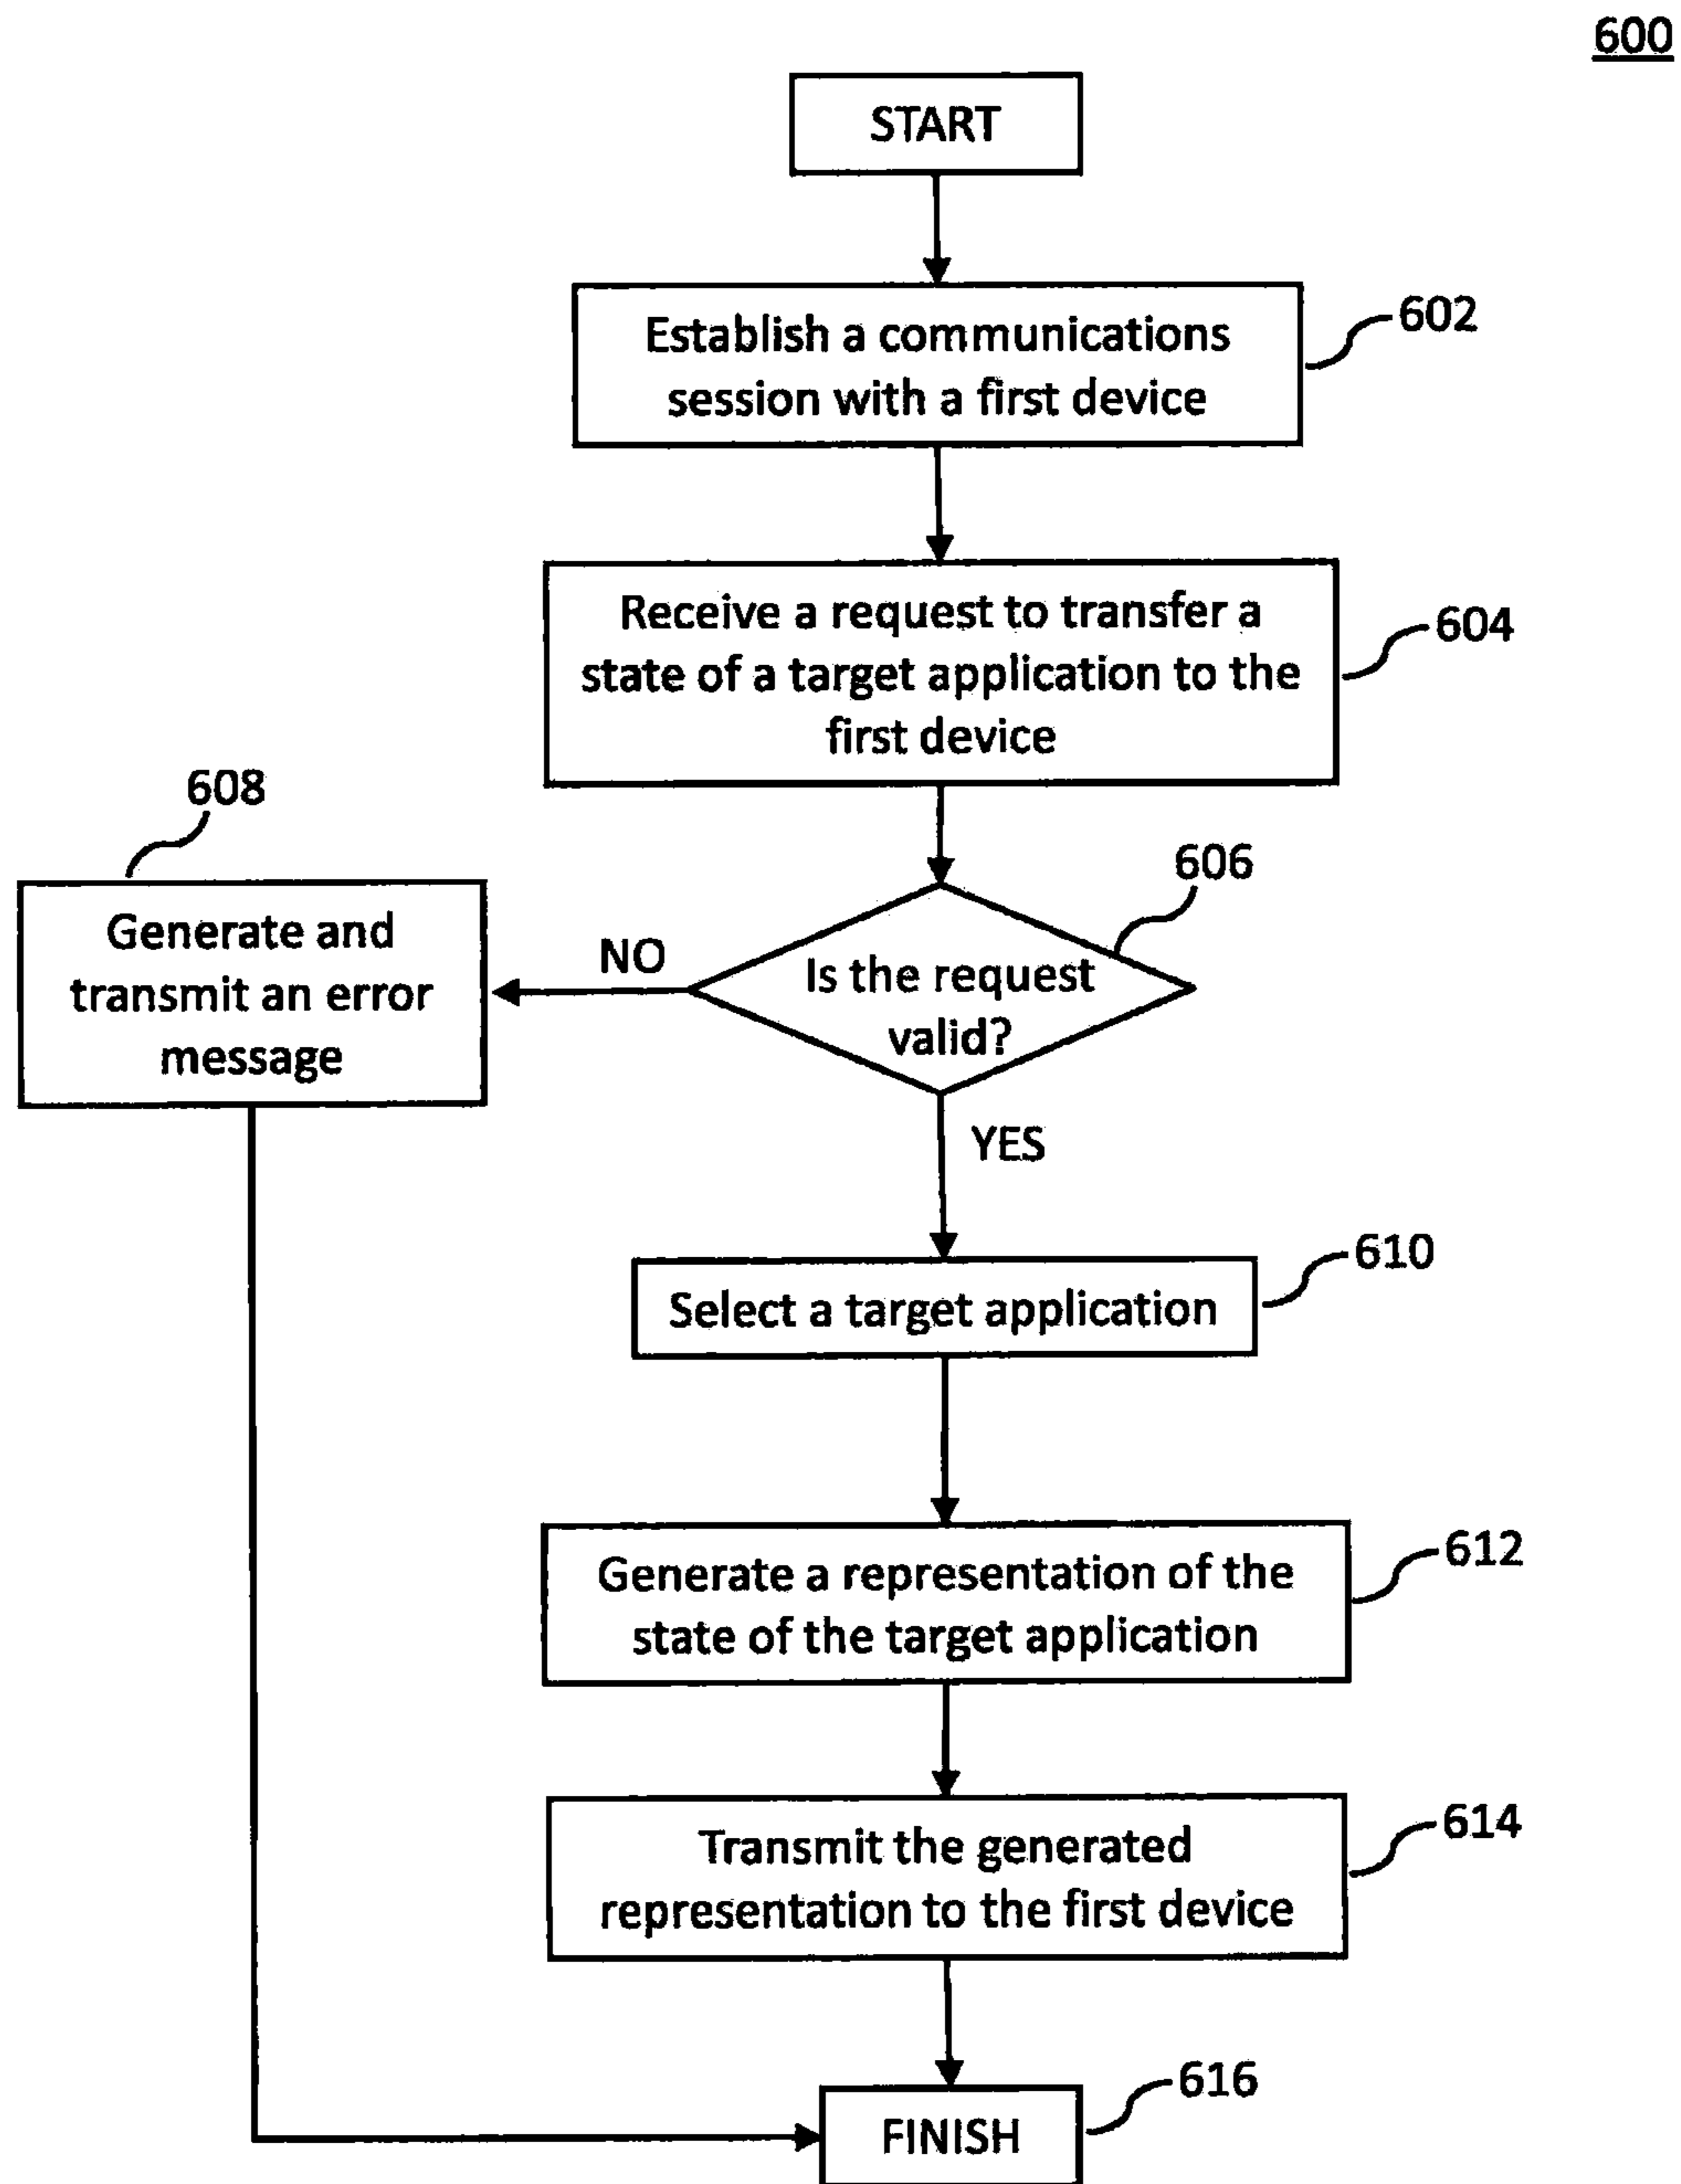 600
START
Establish a communications
session with a first device
602
Receive a request to transfer a
state of a target application to the
first device
604
608
Generate and
transmit an error
message
NO
606
Is the request
valid?
YES
610
Select a target application
612
Generate a representation of the
state of the target application
614
Transmit the generated
representation to the first device
616
FINISH